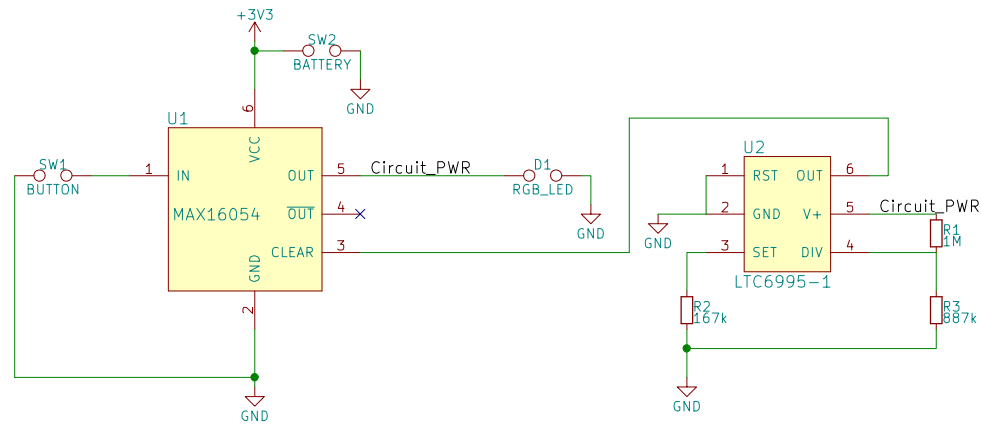 +3V3
SW2
BATTERY
GND
U1
6
VCC
SW1
BUTTON
1
IN
OUT
5
Circuit_PWR
D1
RGB_LED
GND
MAX16054
OUT
4
CLEAR
3
GND
2
GND
U2
1
RST
OUT
6
2
GND
V+
5
Circuit_PWR
GND
R1
1M
3
SET
DIV
4
LTC6995-1
R2
167k
R3
887k
GND